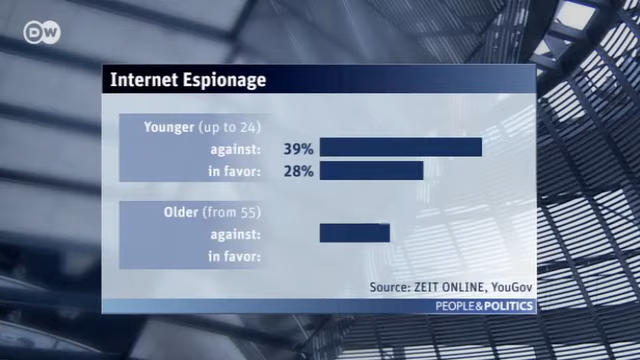 DW
Internet Espionage
Younger (up to 24)
against: 39%
in favor: 28%
Older (from 55)
against:
in favor:
Source: ZEIT ONLINE, YouGov
PEOPLE&POLITICS